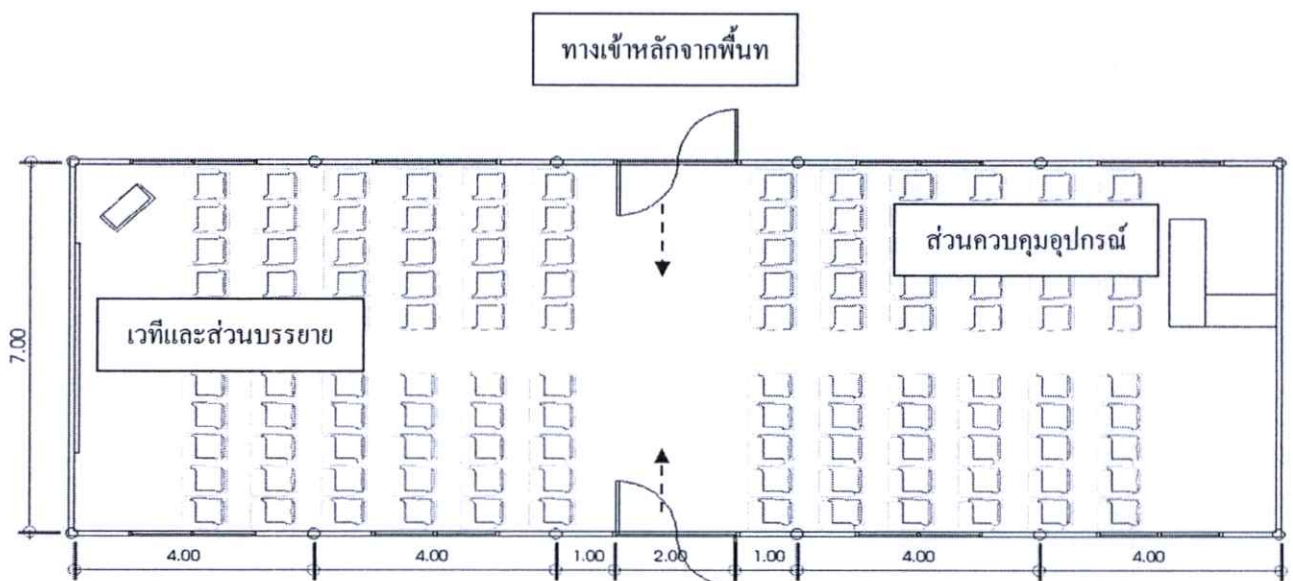 ทางเข้าหลักจากพื้นท
ส่วนควบคุมอุปกรณ์
เวทีและส่วนบรรยาย
7.00
4.00 4.00 1.00 2.00 1.00 4.00 4.00